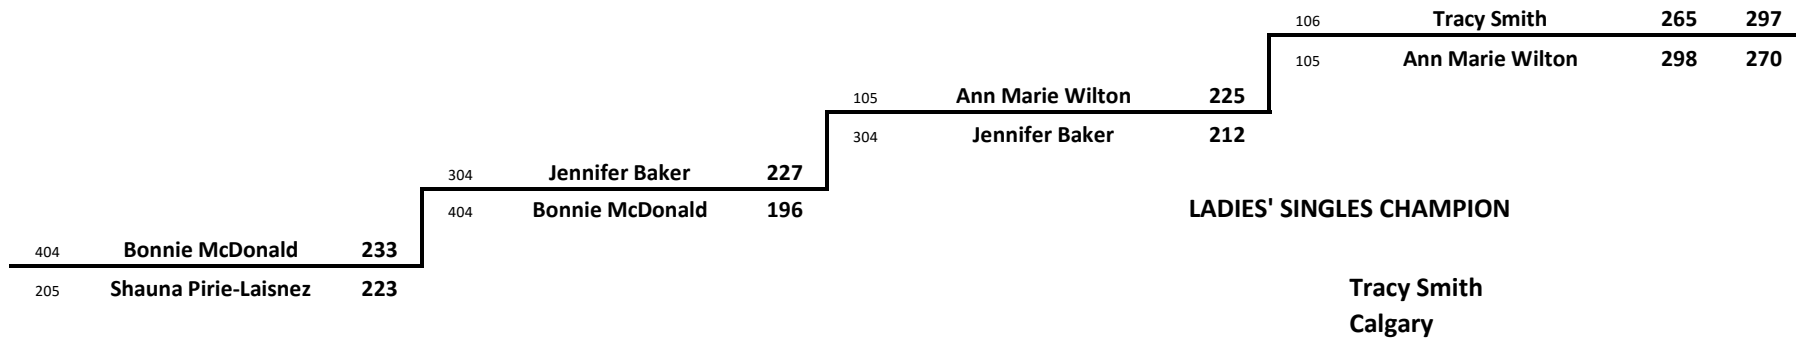 106 Tracy Smith 265 297
105 Ann Marie Wilton 298 270
105 Ann Marie Wilton 225
304 Jennifer Baker 212
304 Jennifer Baker 227
404 Bonnie McDonald 196
LADIES' SINGLES CHAMPION
404 Bonnie McDonald 233
205 Shauna Pirie-Laisnez 223
Tracy Smith
Calgary